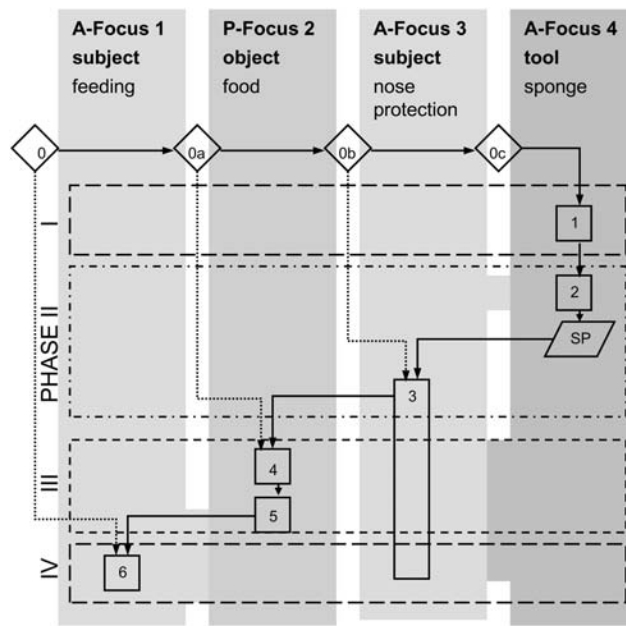 A-Focus 1
subject
feeding
P-Focus 2
object
food
A-Focus 3
subject
nose
protection
A-Focus 4
tool
sponge
0
0a
0b
0c
I
1
PHASE II
2
SP
3
III
4
5
IV
6